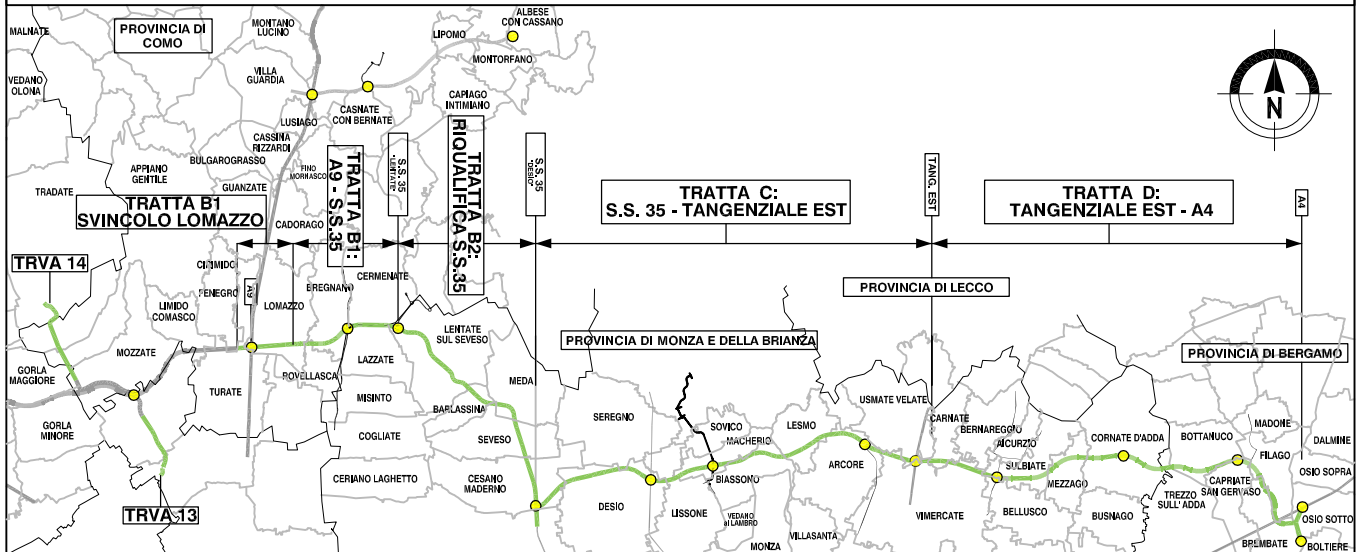 MALNATE
PROVINCIA DI
COMO
MONTANO
LUCINO
LIPOMO
ALBESE
CON CASSANO
MONTORFANO
VEDANO
OLONA
VILLA
GUARDIA
CAPIAGO
INTIMIANO
CASNATE
CON BERNATE
LUSIAGO
CASSINA
RIZZARDI
BULGAROGRASSO
APPIANO
GENTILE
FINO
MORNASCO
GUANZATE
TRADATE
N
TRATTA B1
SVINCOLO LOMAZZO
CADORAGO
TRATTA B1:
A9 - S.S.35
S.S. 35
"LENTATE"
TRATTA B2:
RIQUALIFICA S.S.35
S.S. 35
"DESIO"
TRATTA C:
S.S. 35 - TANGENZIALE EST
TANG. EST
TRATTA D:
TANGENZIALE EST - A4
A4
TRVA 14
CIRIMIDO
FENEGRO
A9
LOMAZZO
BREGNANO
CERMENATE
LIMIDO
COMASCO
PROVINCIA DI LECCO
PROVINCIA DI MONZA E DELLA BRIANZA
PROVINCIA DI BERGAMO
LENTATE
SUL SEVESO
MOZZATE
LAZZATE
GORLA
MAGGIORE
TURATE
ROVELLASCA
MISINTO
MEDA
BARLASSINA
SEREGNO
SOVICO
MACHERIO
LESMO
USMATE VELATE
CARNATE
BERNAREGGIO
AICURZIO
CORNATE D'ADDA
BOTTANUCO
MADONE
DALMINE
FILAGO
GORLA
MINORE
COGLIATE
SEVESO
CERIANO LAGHETTO
CESANO
MADERNO
ARCORE
SULBIATE
MEZZAGO
OSIO SOPRA
BIASSONO
CAPRIATE
SAN GERVASO
TREZZO
SULL'ADDA
TRVA 13
DESIO
LISSONE
VEDANO
al LAMBRO
MONZA
VILLASANTA
VIMERCATE
BELLUSCO
BUSNAGO
OSIO SOTTO
BREMBATE
BOLTIERE